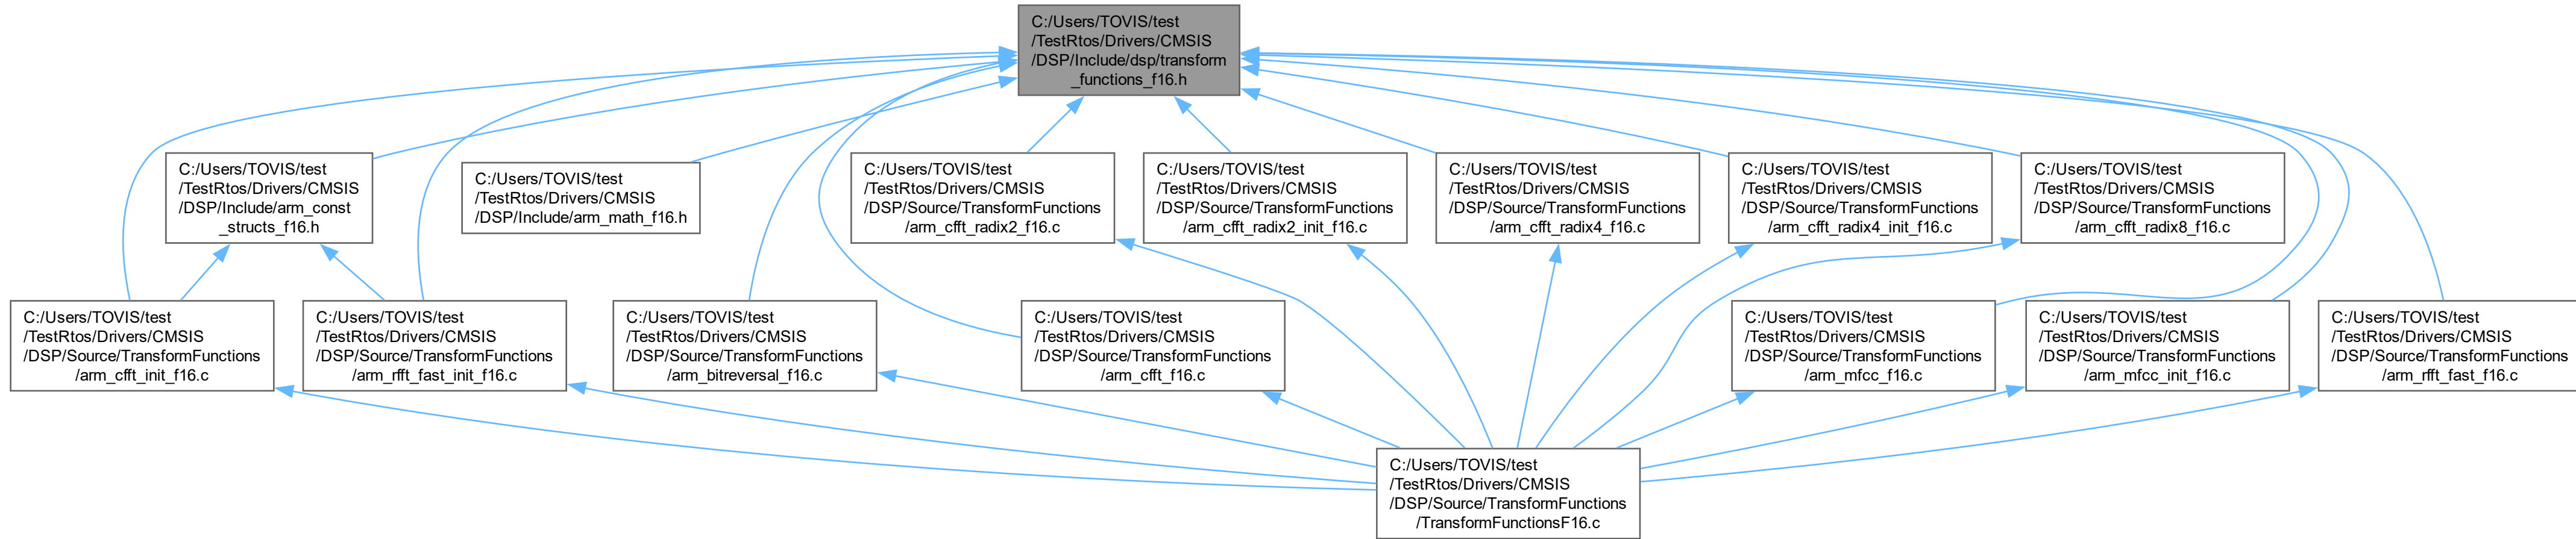 C:/Users/TOVIS/test
/TestRtos/Drivers/CMSIS
/DSP/Include/dsp/transform
_functions_f16.h
C:/Users/TOVIS/test
/TestRtos/Drivers/CMSIS
/DSP/Include/arm_const
_structs_f16.h
C:/Users/TOVIS/test
/TestRtos/Drivers/CMSIS
/DSP/Include/arm_math_f16.h
C:/Users/TOVIS/test
/TestRtos/Drivers/CMSIS
/DSP/Source/TransformFunctions
/arm_cfft_radix2_f16.c
C:/Users/TOVIS/test
/TestRtos/Drivers/CMSIS
/DSP/Source/TransformFunctions
/arm_cfft_radix2_init_f16.c
C:/Users/TOVIS/test
/TestRtos/Drivers/CMSIS
/DSP/Source/TransformFunctions
/arm_cfft_radix4_f16.c
C:/Users/TOVIS/test
/TestRtos/Drivers/CMSIS
/DSP/Source/TransformFunctions
/arm_cfft_radix4_init_f16.c
C:/Users/TOVIS/test
/TestRtos/Drivers/CMSIS
/DSP/Source/TransformFunctions
/arm_cfft_radix8_f16.c
C:/Users/TOVIS/test
/TestRtos/Drivers/CMSIS
/DSP/Source/TransformFunctions
/arm_cfft_init_f16.c
C:/Users/TOVIS/test
/TestRtos/Drivers/CMSIS
/DSP/Source/TransformFunctions
/arm_rfft_fast_init_f16.c
C:/Users/TOVIS/test
/TestRtos/Drivers/CMSIS
/DSP/Source/TransformFunctions
/arm_bitreversal_f16.c
C:/Users/TOVIS/test
/TestRtos/Drivers/CMSIS
/DSP/Source/TransformFunctions
/arm_cfft_f16.c
C:/Users/TOVIS/test
/TestRtos/Drivers/CMSIS
/DSP/Source/TransformFunctions
/arm_mfcc_f16.c
C:/Users/TOVIS/test
/TestRtos/Drivers/CMSIS
/DSP/Source/TransformFunctions
/arm_mfcc_init_f16.c
C:/Users/TOVIS/test
/TestRtos/Drivers/CMSIS
/DSP/Source/TransformFunctions
/arm_rfft_fast_f16.c
C:/Users/TOVIS/test
/TestRtos/Drivers/CMSIS
/DSP/Source/TransformFunctions
/TransformFunctionsF16.c